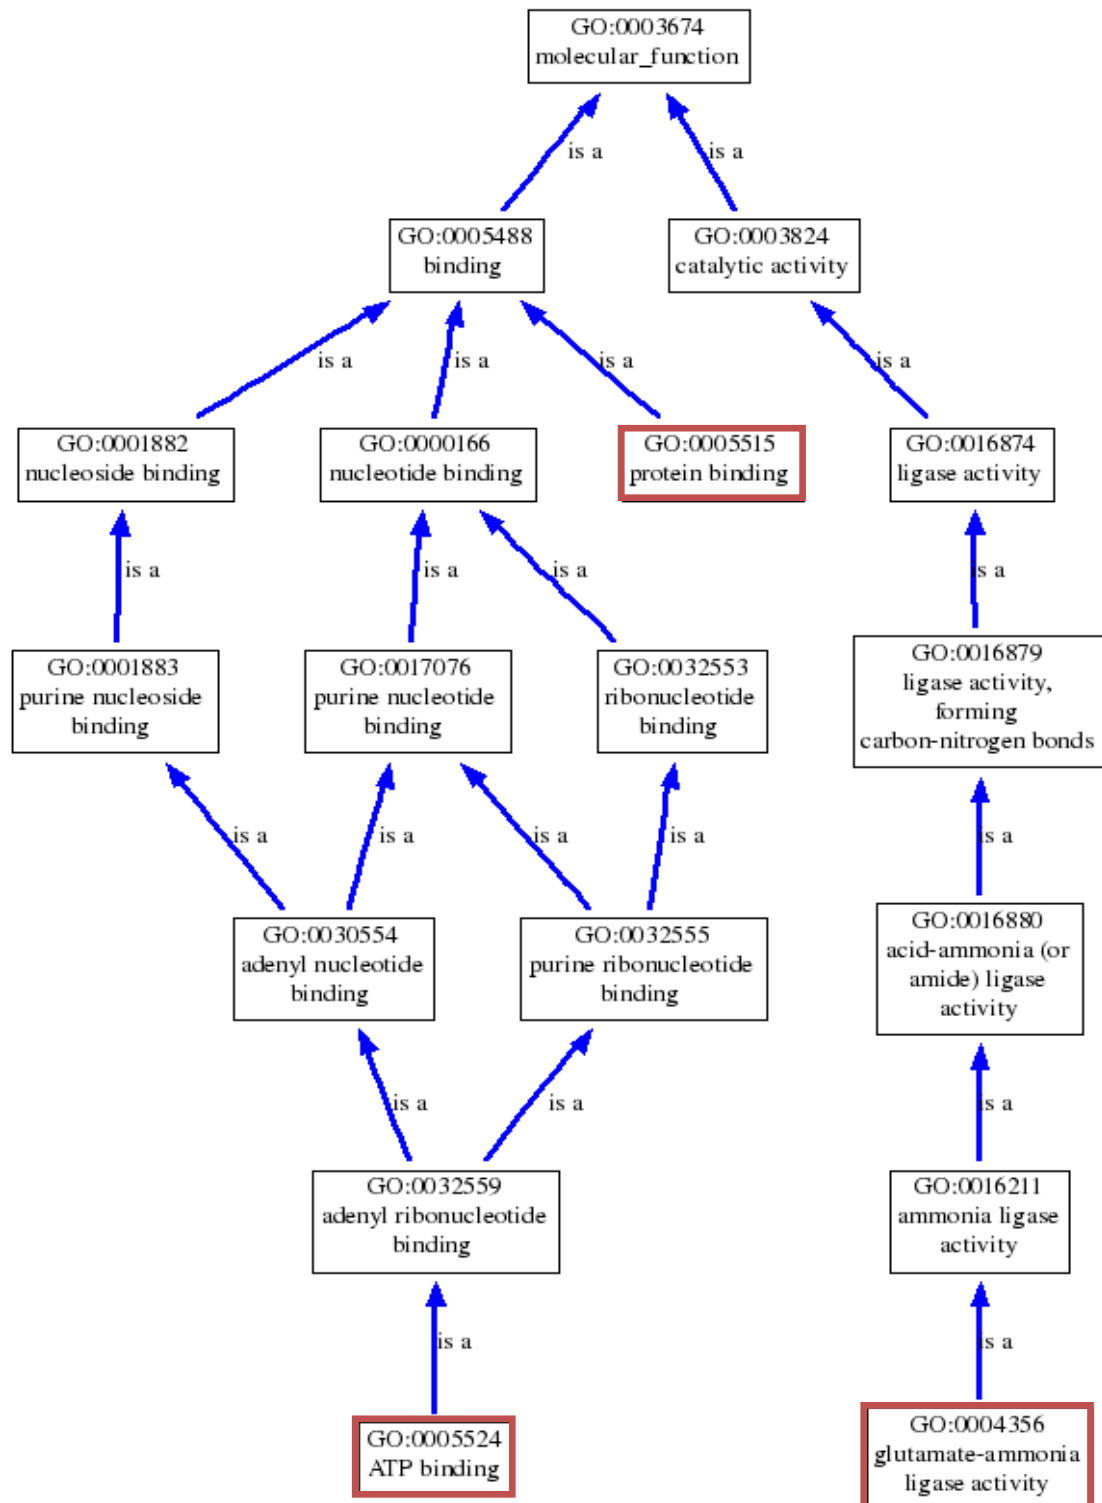 GO:0003674
molecular_function
is a
is a
GO:0005488
binding
GO:0003824
catalytic activity
is a
is a
is a
is a
GO:0001882
nucleoside binding
GO:0000166
nucleotide binding
GO:0005515
protein binding
GO:0016874
ligase activity
is a
is a
is a
is a
GO:0001883
purine nucleoside
binding
GO:0017076
purine nucleotide
binding
GO:0032553
ribonucleotide
binding
GO:0016879
ligase activity,
forming
carbon-nitrogen bonds
is a
is a
is a
is a
is a
GO:0030554
adenyl nucleotide
binding
GO:0032555
purine ribonucleotide
binding
GO:0016880
acid-ammonia (or
amide) ligase
activity
is a
is a
is a
GO:0032559
adenyl ribonucleotide
binding
GO:0016211
ammonia ligase
activity
is a
is a
GO:0005524
ATP binding
GO:0004356
glutamate-ammonia
ligase activity